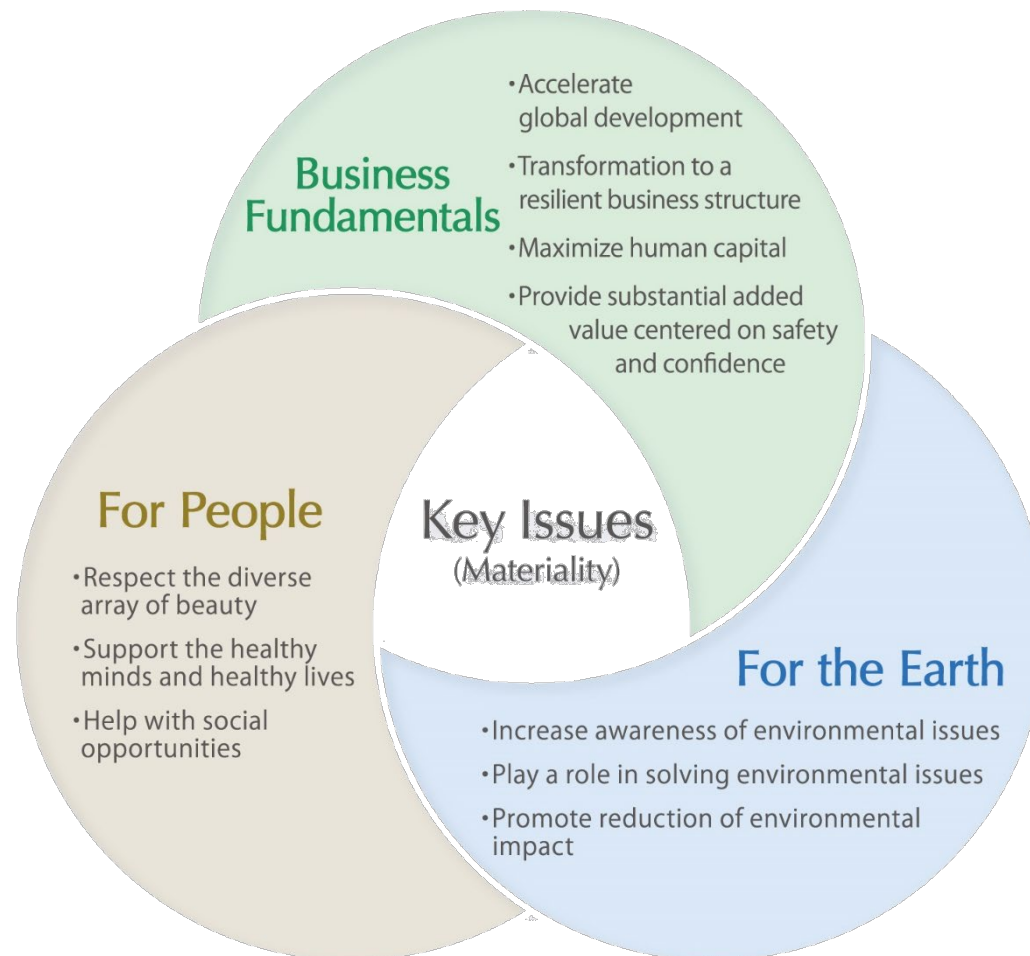 Business
Fundamentals
・Accelerate
global development
・Transformation to a
resilient business structure
・Maximize human capital
・Provide substantial added
value centered on safety
and confidence
For People
・Respect the diverse
array of beauty
・Support the healthy
minds and healthy lives
・Help with social
opportunities
Key Issues
(Materiality)
For the Earth
・Increase awareness of environmental issues
・Play a role in solving environmental issues
・Promote reduction of environmental
impact